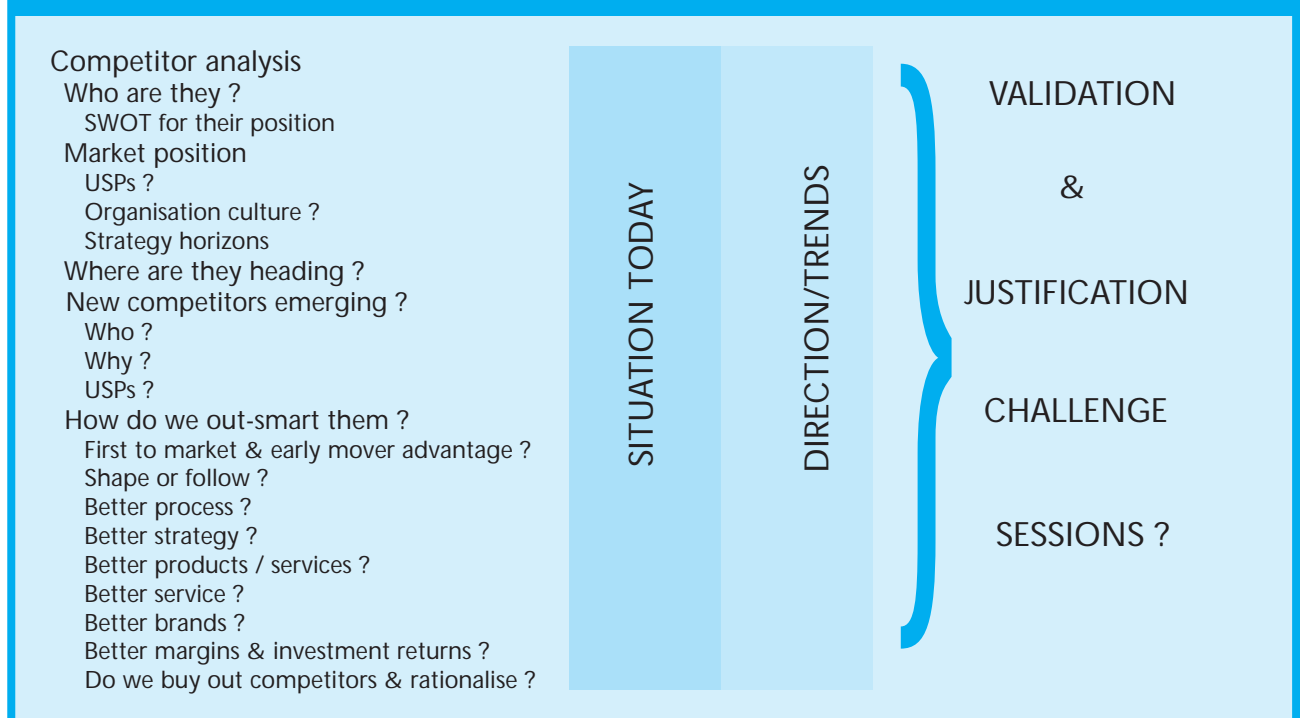 Competitor analysis
Who are they ?
SWOT for their position
Market position
USPs ?
Organisation culture ?
Strategy horizons
Where are they heading ?
New competitors emerging ?
Who ?
Why ?
USPs ?
How do we out-smart them ?
First to market & early mover advantage ?
Shape or follow ?
Better process ?
Better strategy ?
Better products / services ?
Better service ?
Better brands ?
Better margins & investment returns ?
Do we buy out competitors & rationalise ?
SITUATION TODAY
DIRECTION/TRENDS
VALIDATION
&
JUSTIFICATION
CHALLENGE
SESSIONS ?